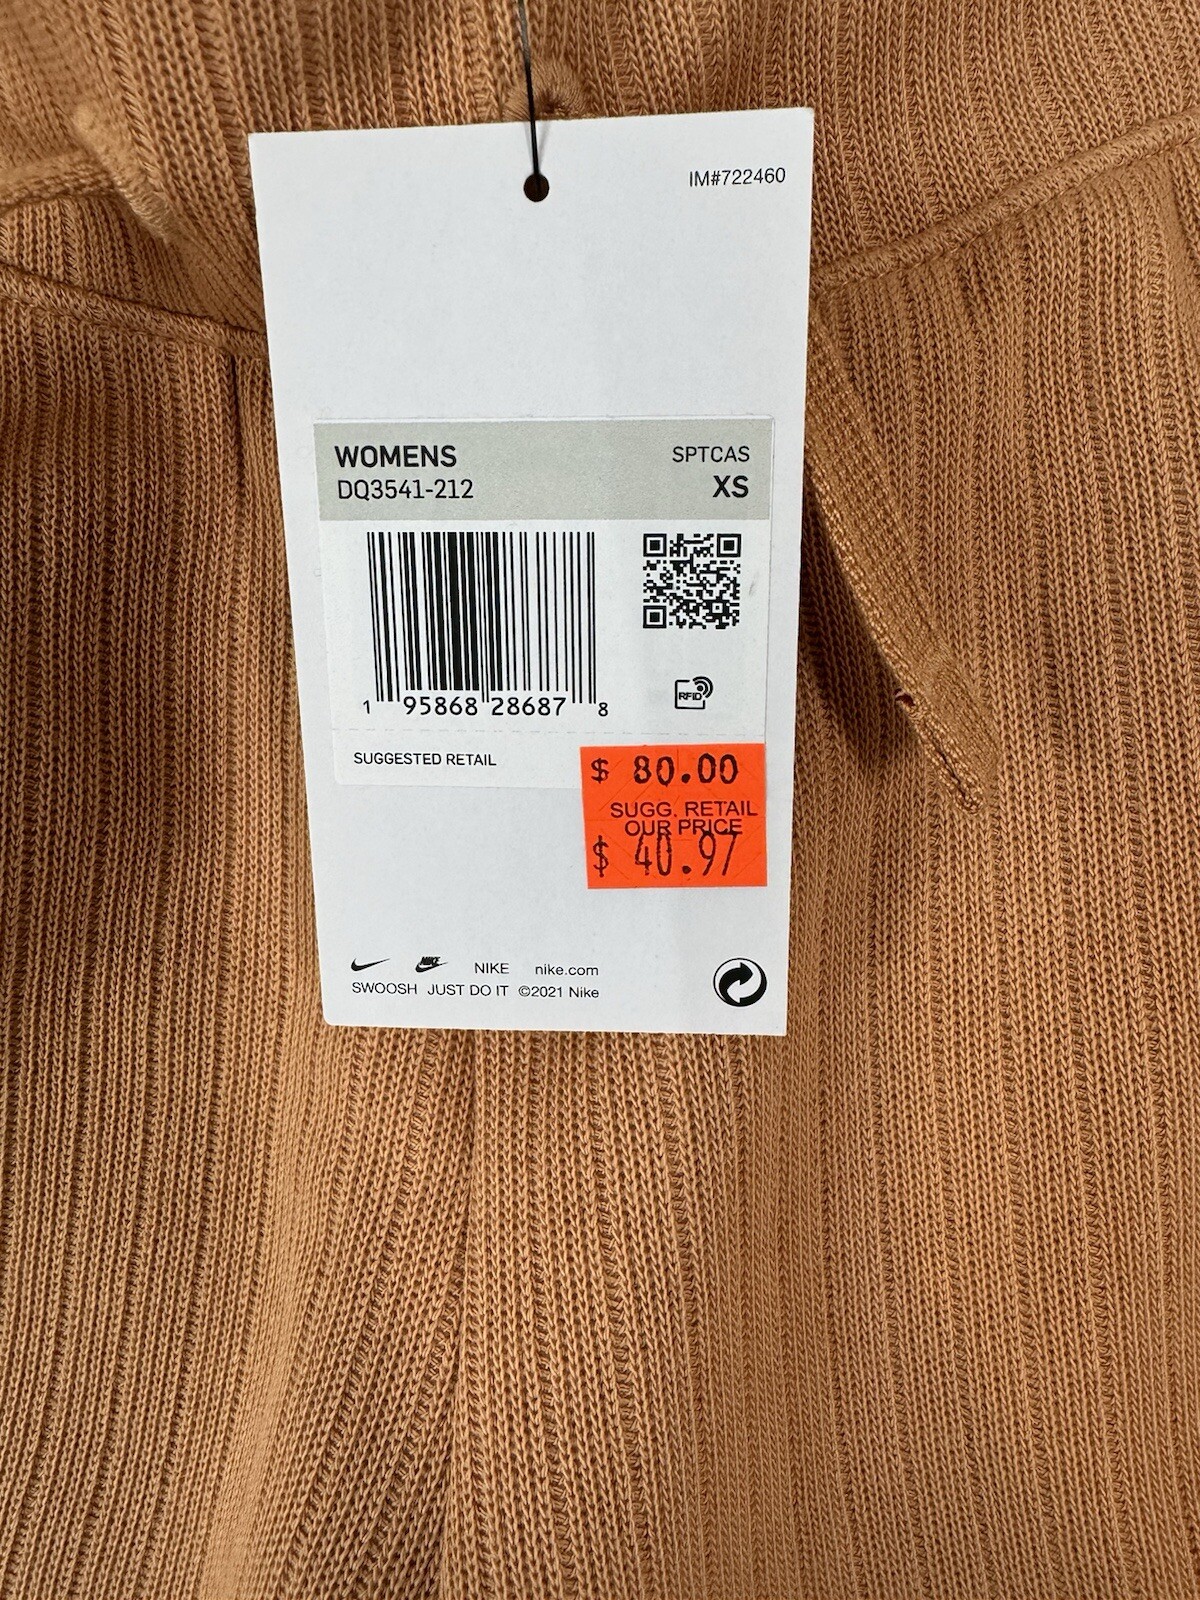 IM#722460
WOMENS
SPTCAS
DQ3541-212
XS
RFID
1 95868 28687 8
SUGGESTED RETAIL
$ 80.00
SUGG. RETAIL
OUR PRICE
$ 40.97
NIKE NIKE nike.com
SWOOSH JUST DO IT ©2021 Nike